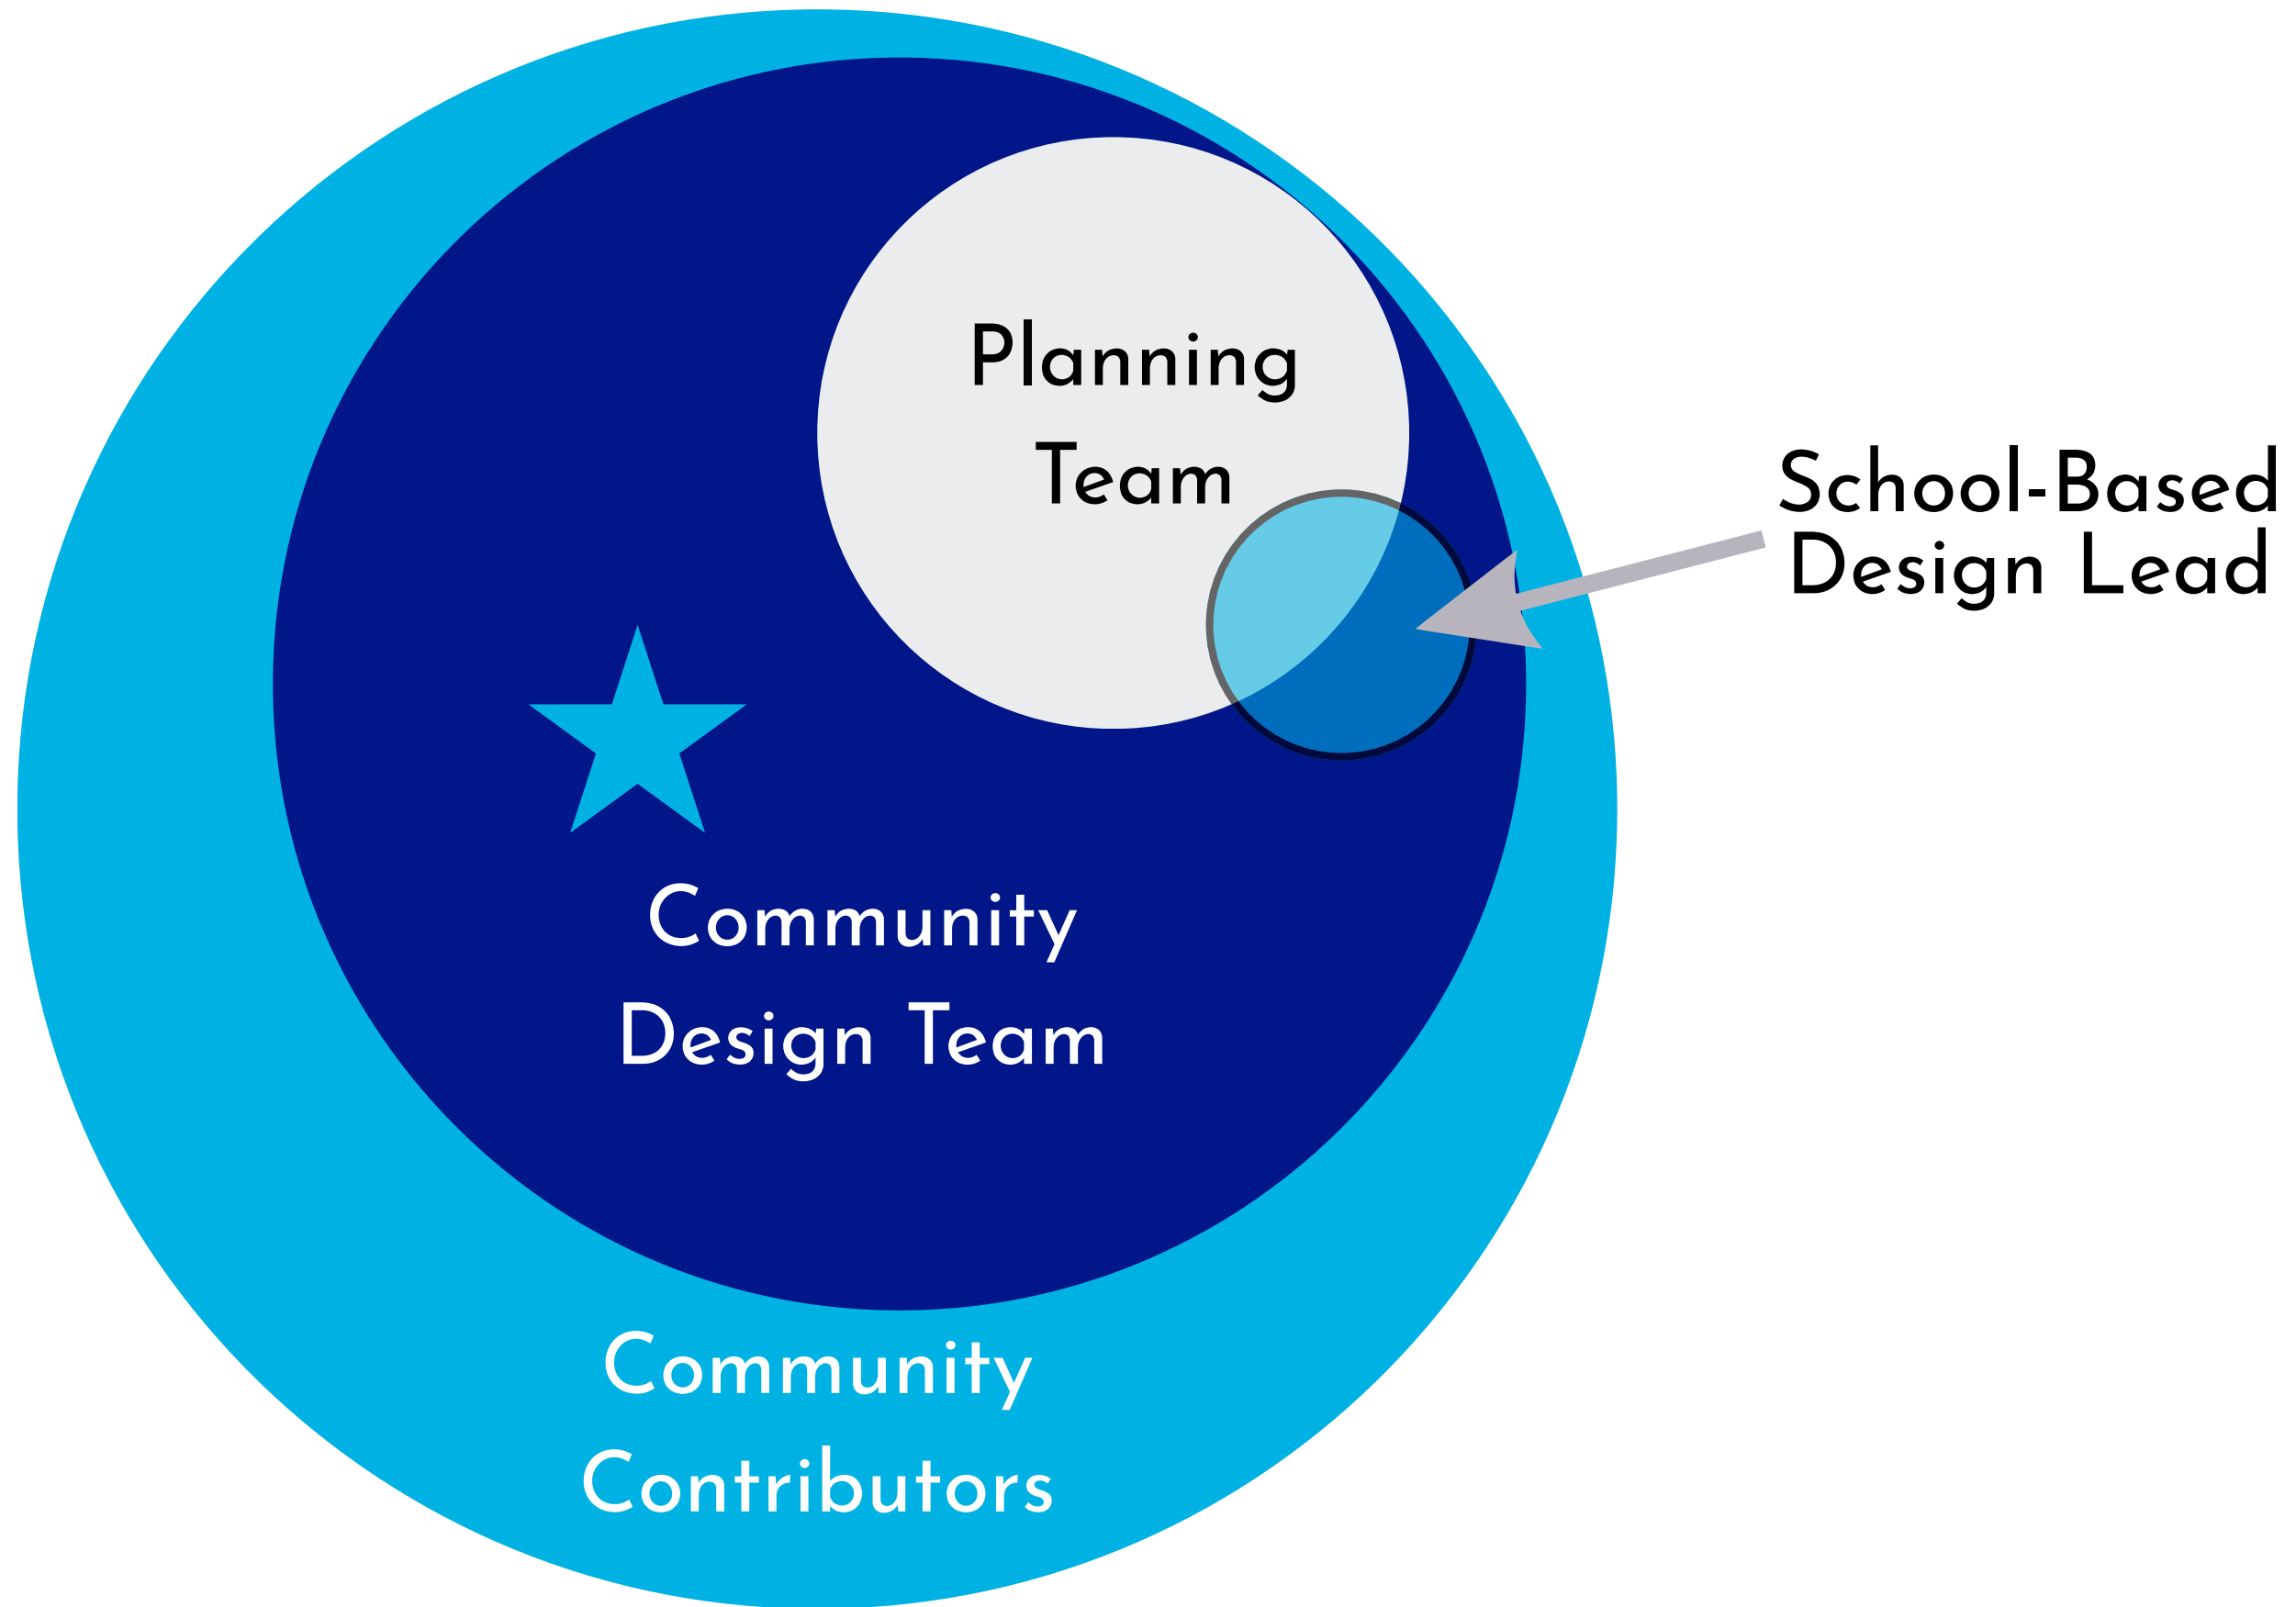 Planning
Team
School-Based
Design Lead
Community
Design Team
Community
Contributors